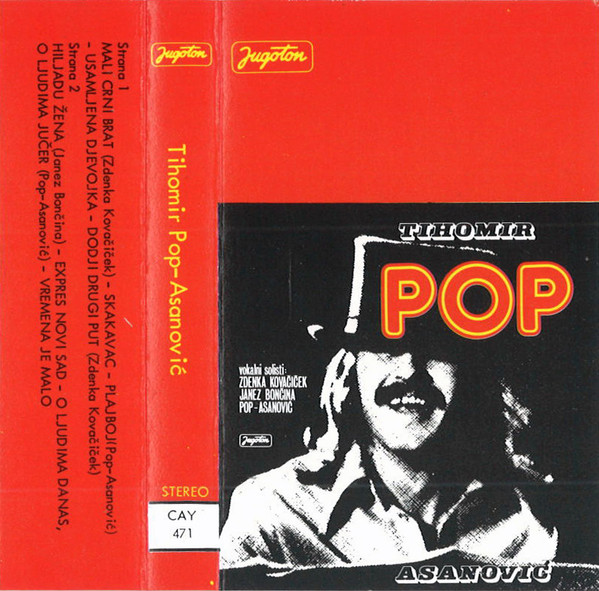 Strana 1
MALI CRNI BRAT (Zdenka Kovačiček) – SKAKAVAC – PLAJBOJ(Pop-Asanović)
– USAMLJENA DJEVOJKA – DODJI DRUGI PUT (Zdenka Kovačiček)
Strana 2
HILJADU ŽENA (Janez Bončina) – EXPRES NOVI SAD – O LJUDIMA DANAS,
O LJUDIMA JUČER (Pop-Asanović) – VREMENA JE MALO
Jugoton
Tihomir Pop-Asanović
STEREO
CAY
471
Jugoton
TIHOMIR
POP
vokalni solisti:
ZDENKA KOVAČIČEK
JANEZ BONČINA
POP-ASANOVIĆ
Jugoton
ASANOVIĆ